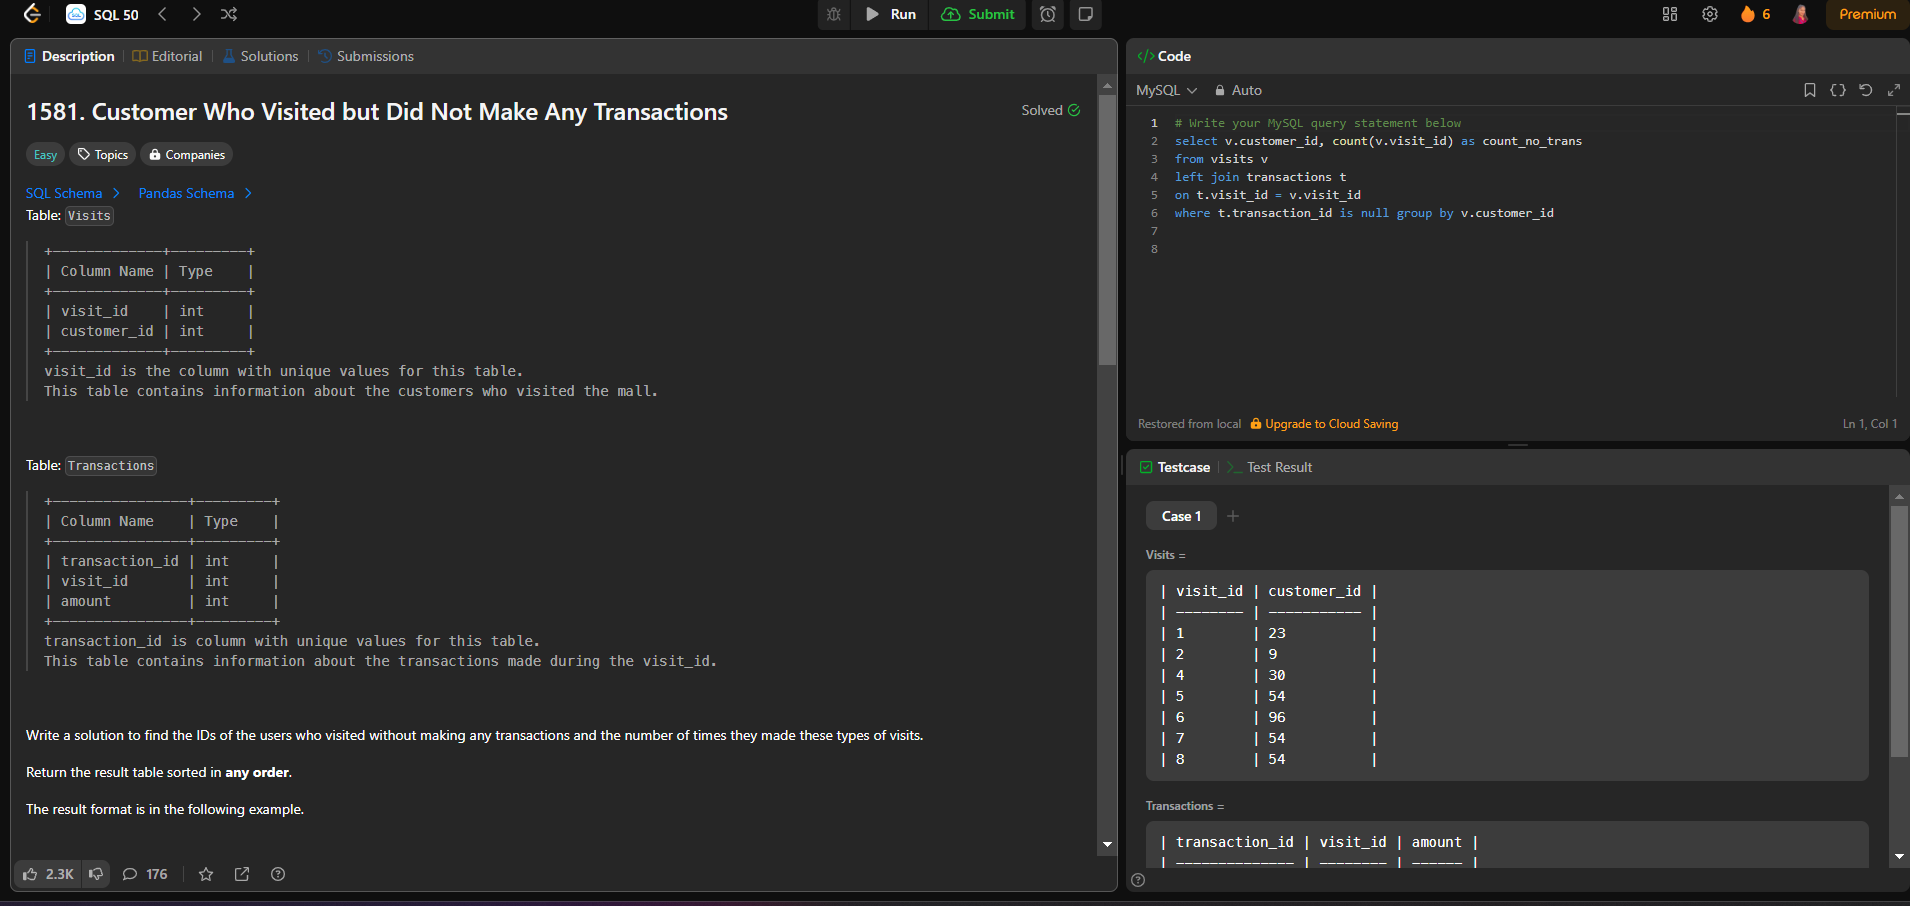 SQL 50
Run
Submit
6
Premium
Description
Editorial
Solutions
Submissions
1581. Customer Who Visited but Did Not Make Any Transactions
Solved
Easy
Topics
Companies
SQL Schema
Pandas Schema
Table: Visits
+-------------+---------+
| Column Name | Type    |
+-------------+---------+
| visit_id    | int     |
| customer_id | int     |
+-------------+---------+
visit_id is the column with unique values for this table.
This table contains information about the customers who visited the mall.
Table: Transactions
+----------------+---------+
| Column Name    | Type    |
+----------------+---------+
| transaction_id | int     |
| visit_id       | int     |
| amount         | int     |
+----------------+---------+
transaction_id is column with unique values for this table.
This table contains information about the transactions made during the visit_id.
Write a solution to find the IDs of the users who visited without making any transactions and the number of times they made these types of visits.
Return the result table sorted in any order.
The result format is in the following example.
2.3K
176
</> Code
MySQL
Auto
1 # Write your MySQL query statement below
2 select v.customer_id, count(v.visit_id) as count_no_trans
3 from visits v
4 left join transactions t
5 on t.visit_id = v.visit_id
6 where t.transaction_id is null group by v.customer_id
7
8
Restored from local
Upgrade to Cloud Saving
Ln 1, Col 1
Testcase
Test Result
Case 1
+
Visits =
| visit_id | customer_id |
| -------- | ----------- |
| 1        | 23          |
| 2        | 9           |
| 4        | 30          |
| 5        | 54          |
| 6        | 96          |
| 7        | 54          |
| 8        | 54          |
Transactions =
| transaction_id | visit_id | amount |
| -------------- | -------- | ------ |